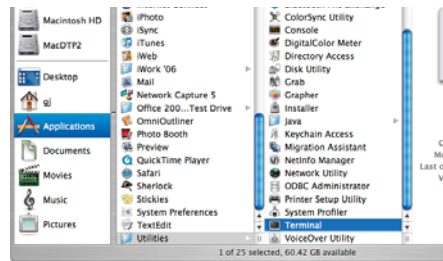 Macintosh HD
MacDTP2
Desktop
gj
Applications
Documents
Movies
Music
Pictures
iPhoto
iSync
iTunes
iWeb
iWork '06
Mail
Network Capture 5
Office 200...Test Drive
OmniOutliner
Photo Booth
Preview
QuickTime Player
Safari
Sherlock
Stickies
System Preferences
TextEdit
Utilities
ColorSync Utility
Console
DigitalColor Meter
Directory Access
Disk Utility
Grab
Grapher
Installer
Java
Keychain Access
Migration Assistant
NetInfo Manager
Network Utility
ODBC Administrator
Printer Setup Utility
System Profiler
Terminal
VoiceOver Utility
Last o
1 of 25 selected, 60.42 GB available